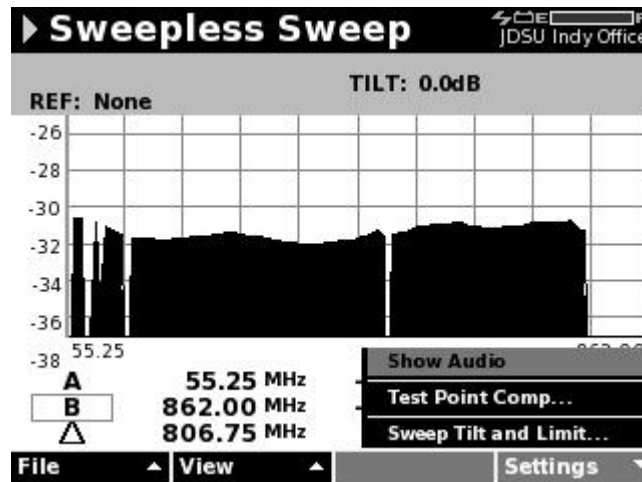 Sweepless Sweep
E
JDSU Indy Office
TILT: 0.0dB
REF: None
-26
-28
-30
-32
-34
-36
-38
55.25
Show Audio
A 55.25 MHz
Test Point Comp...
B 862.00 MHz
Sweep Tilt and Limit...
△ 806.75 MHz
File View Settings